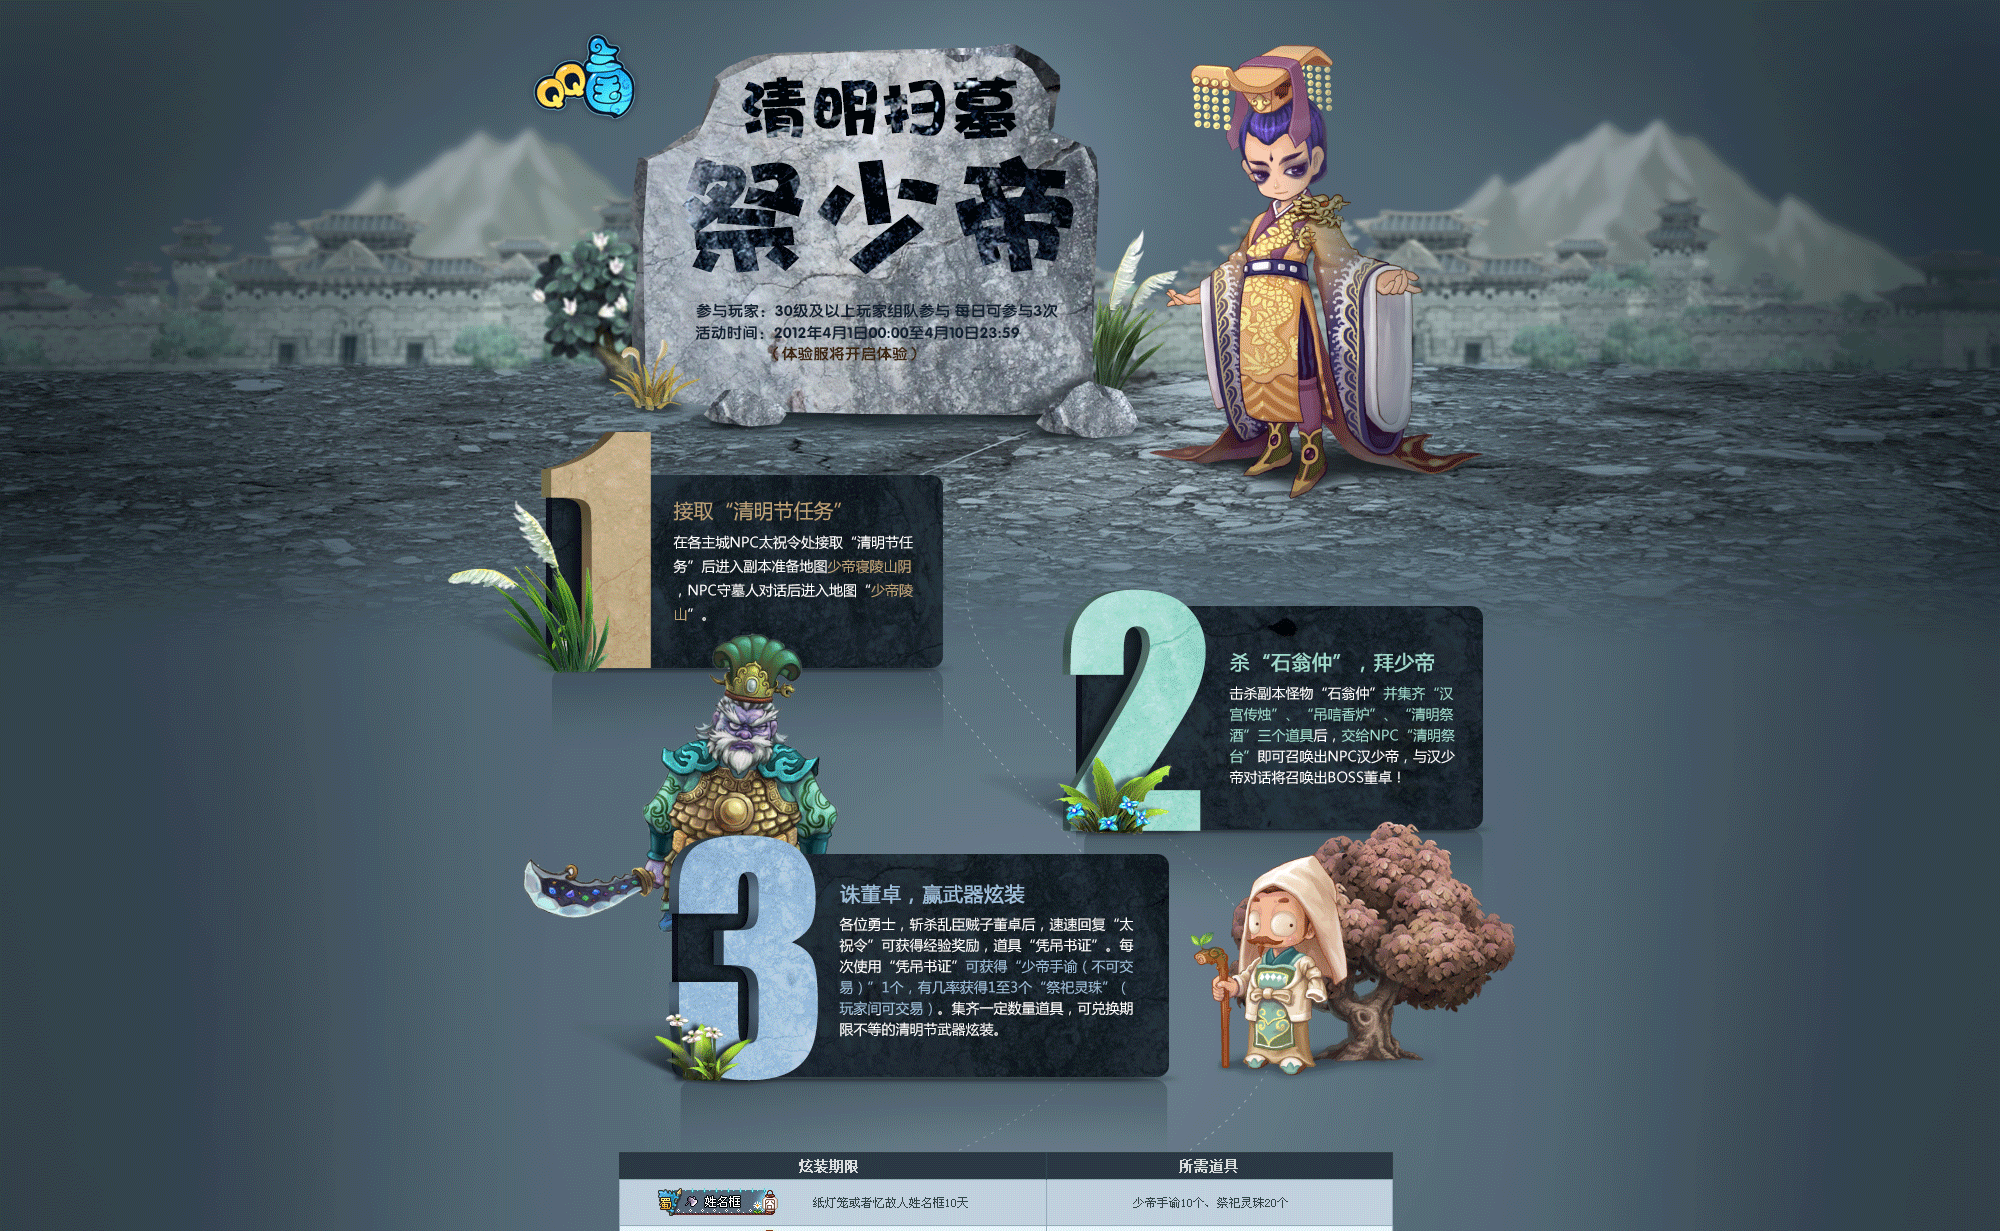 QQ
清明扫墓
祭少帝
参与玩家：30级及以上玩家组队参与 每日可参与3次
活动时间：2012年4月1日00:00至4月10日23:59
（体验服将开启体验）
1
接取“清明节任务”
在各主城NPC太祝令处接取“清明节任
务”后进入副本准备地图少帝寝陵山阴
，NPC守墓人对话后进入地图“少帝陵
山”。
2
杀“石翁仲”，拜少帝
击杀副本怪物“石翁仲”并集齐“汉
宫传烛”、“吊唁香炉”、“清明祭
酒”三个道具后，交给NPC“清明祭
台”即可召唤出NPC汉少帝，与汉少
帝对话将召唤出BOSS董卓！
3
诛董卓，赢武器炫装
各位勇士，斩杀乱臣贼子董卓后，速速回复“太
祝令”可获得经验奖励，道具“凭吊书证”。每
次使用“凭吊书证”可获得“少帝手谕（不可交
易）”1个，有几率获得1至3个“祭祀灵珠”（
玩家间可交易）。集齐一定数量道具，可兑换期
限不等的清明节武器炫装。
炫装期限 所需道具
蜀 姓名框 纸灯笼或者忆故人姓名框10天 少帝手谕10个、祭祀灵珠20个